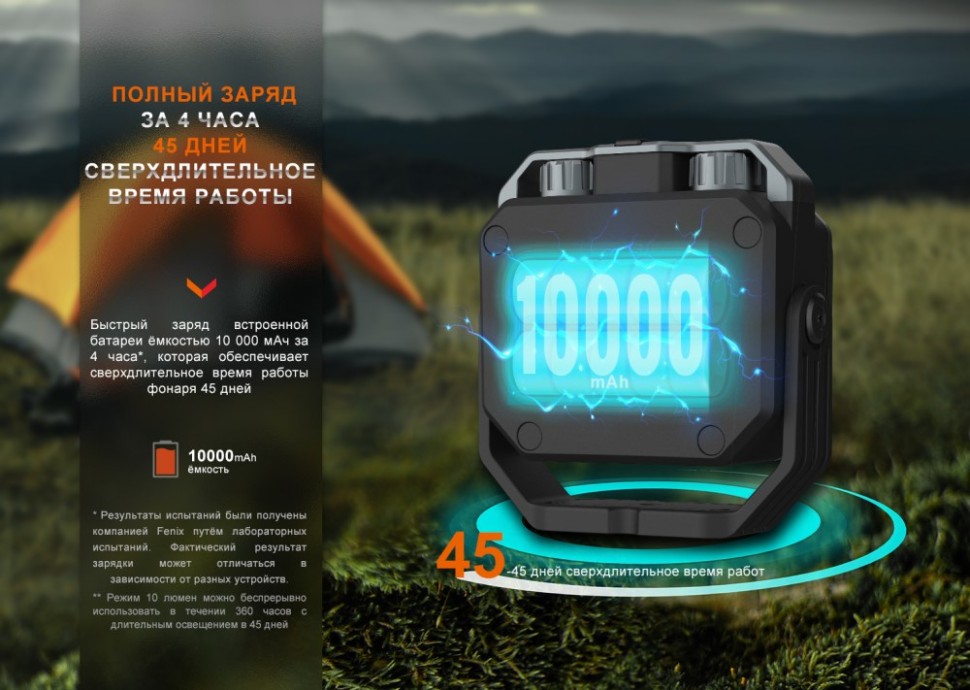 ПОЛНЫЙ ЗАРЯД
ЗА 4 ЧАСА
45 ДНЕЙ
СВЕРХДЛИТЕЛЬНОЕ
ВРЕМЯ РАБОТЫ
Быстрый заряд встроенной
батареи ёмкостью 10 000 мАч за
4 часа*, которая обеспечивает
сверхдлительное время работы
фонаря 45 дней
10000mAh
ёмкость
* Результаты испытаний были получены
компанией Fenix путём лабораторных
испытаний. Фактический результат
зарядки может отличаться в
зависимости от разных устройств.
** Режим 10 люмен можно беспрерывно
использовать в течении 360 часов с
длительным освещением в 45 дней
10000
mAh
45-45 дней сверхдлительное время работ